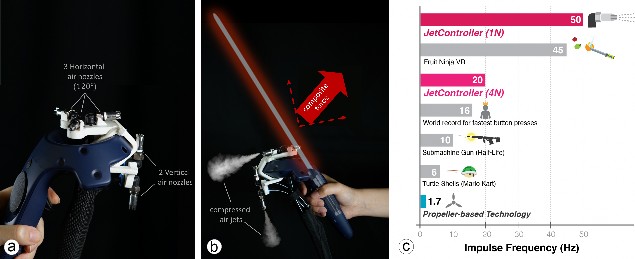 3 Horizontal
air nozzles
(±20°)
2 Vertical
air nozzles
a
composite
force
compressed
air jets
b
50
JetController (1N)
45
Fruit Ninja VR
20
JetController (4N)
16
World record for fastest button presses
10
Submachine Gun (Half-Life)
6
Turtle Shells (Mario Kart)
1.7
Propeller-based Technology
0 10 20 30 40 50
Impulse Frequency (Hz)
c